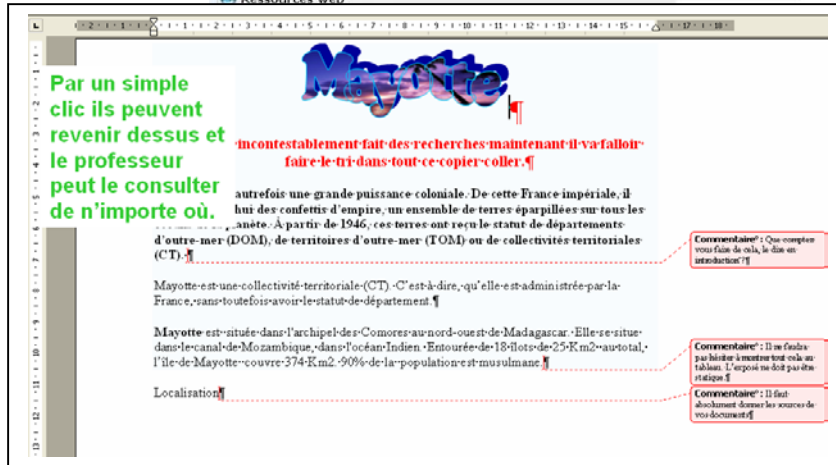 Ressources web
Mayotte¶
Par un simple
clic ils peuvent
revenir dessus et
le professeur
peut le consulter
de n'importe où.
incontestablement fait des recherches maintenant il va falloir
faire le tri dans tout ce copier coller.¶
autrefois une grande puissance coloniale. De cette France impériale, il
hui des confettis d'empire, un ensemble de terres éparpillées sur tous les
anète. À partir de 1946, ces terres ont reçu le statut de départements
d'outre-mer (DOM), de territoires d'outre-mer (TOM) ou de collectivités territoriales
(CT).¶
Commentaire° : Que comptez
vous faire de cela, le dire en
introduction°?¶
Mayotte est une collectivité territoriale (CT). C'est à dire, qu'elle est administrée par la
France, sans toutefois avoir le statut de département.¶
Mayotte est située dans l'archipel des Comores au nord-ouest de Madagascar. Elle se situe
dans le canal de Mozambique, dans l'océan Indien. Entourée de 18 îlots de 25 Km2 au total,
l'île de Mayotte couvre 374 Km2. 90% de la population est musulmane.¶
Commentaire° : Il ne faudra
pas hésiter à montrer tout cela au
tableau. L'exposé ne doit pas être
statique.¶
Localisation¶
Commentaire° : Il faut
absolument donner les sources de
vos documents¶